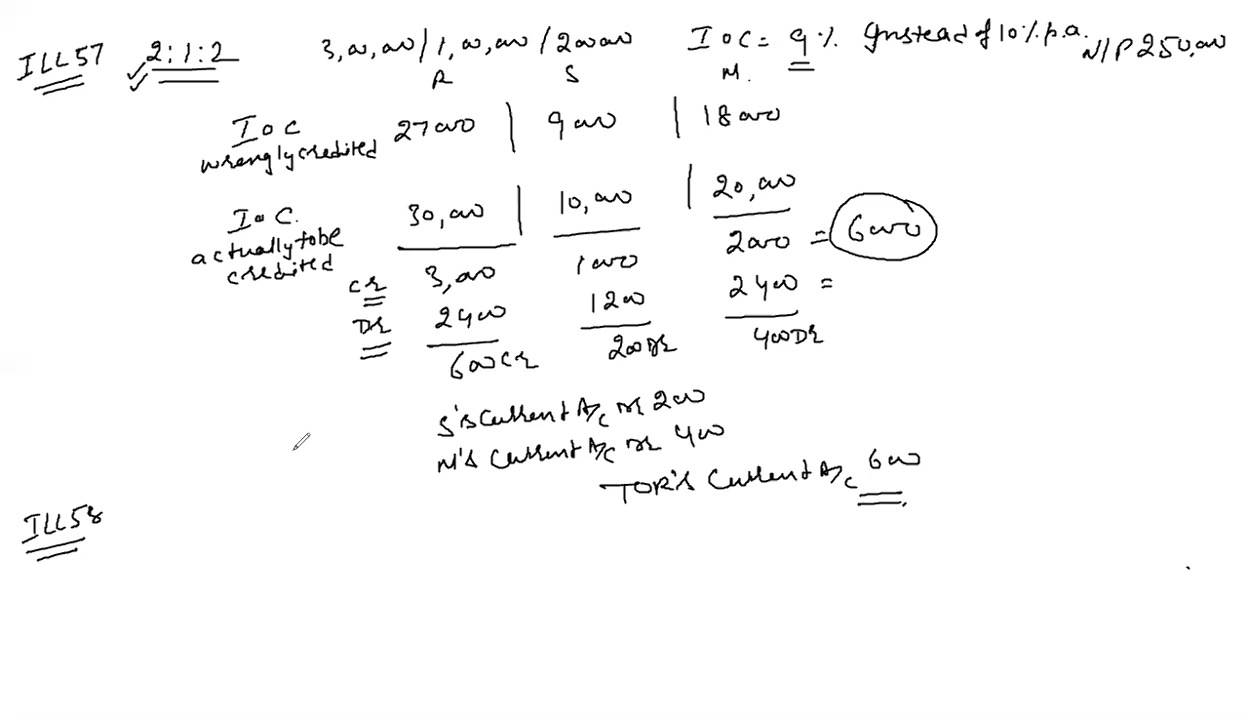 ILL57 2:1:2 3,00,000/1,00,000/200000 IOC = 9% Instead of 10% p.a. N/P 250,000
R S M.
IOC 27000 | 9000 | 18000
wrongly credited
IOC. 30,000 | 10,000 | 20,000
actually to be
credited
3,000 1000 2000 = 6000
Cr
Dr 2400 1200 2400 =
600 Cr 200 Dr 400 Dr
S's Current A/c Dr 200
M's Current A/c Dr 400
TO R's Current A/c 600
ILL58